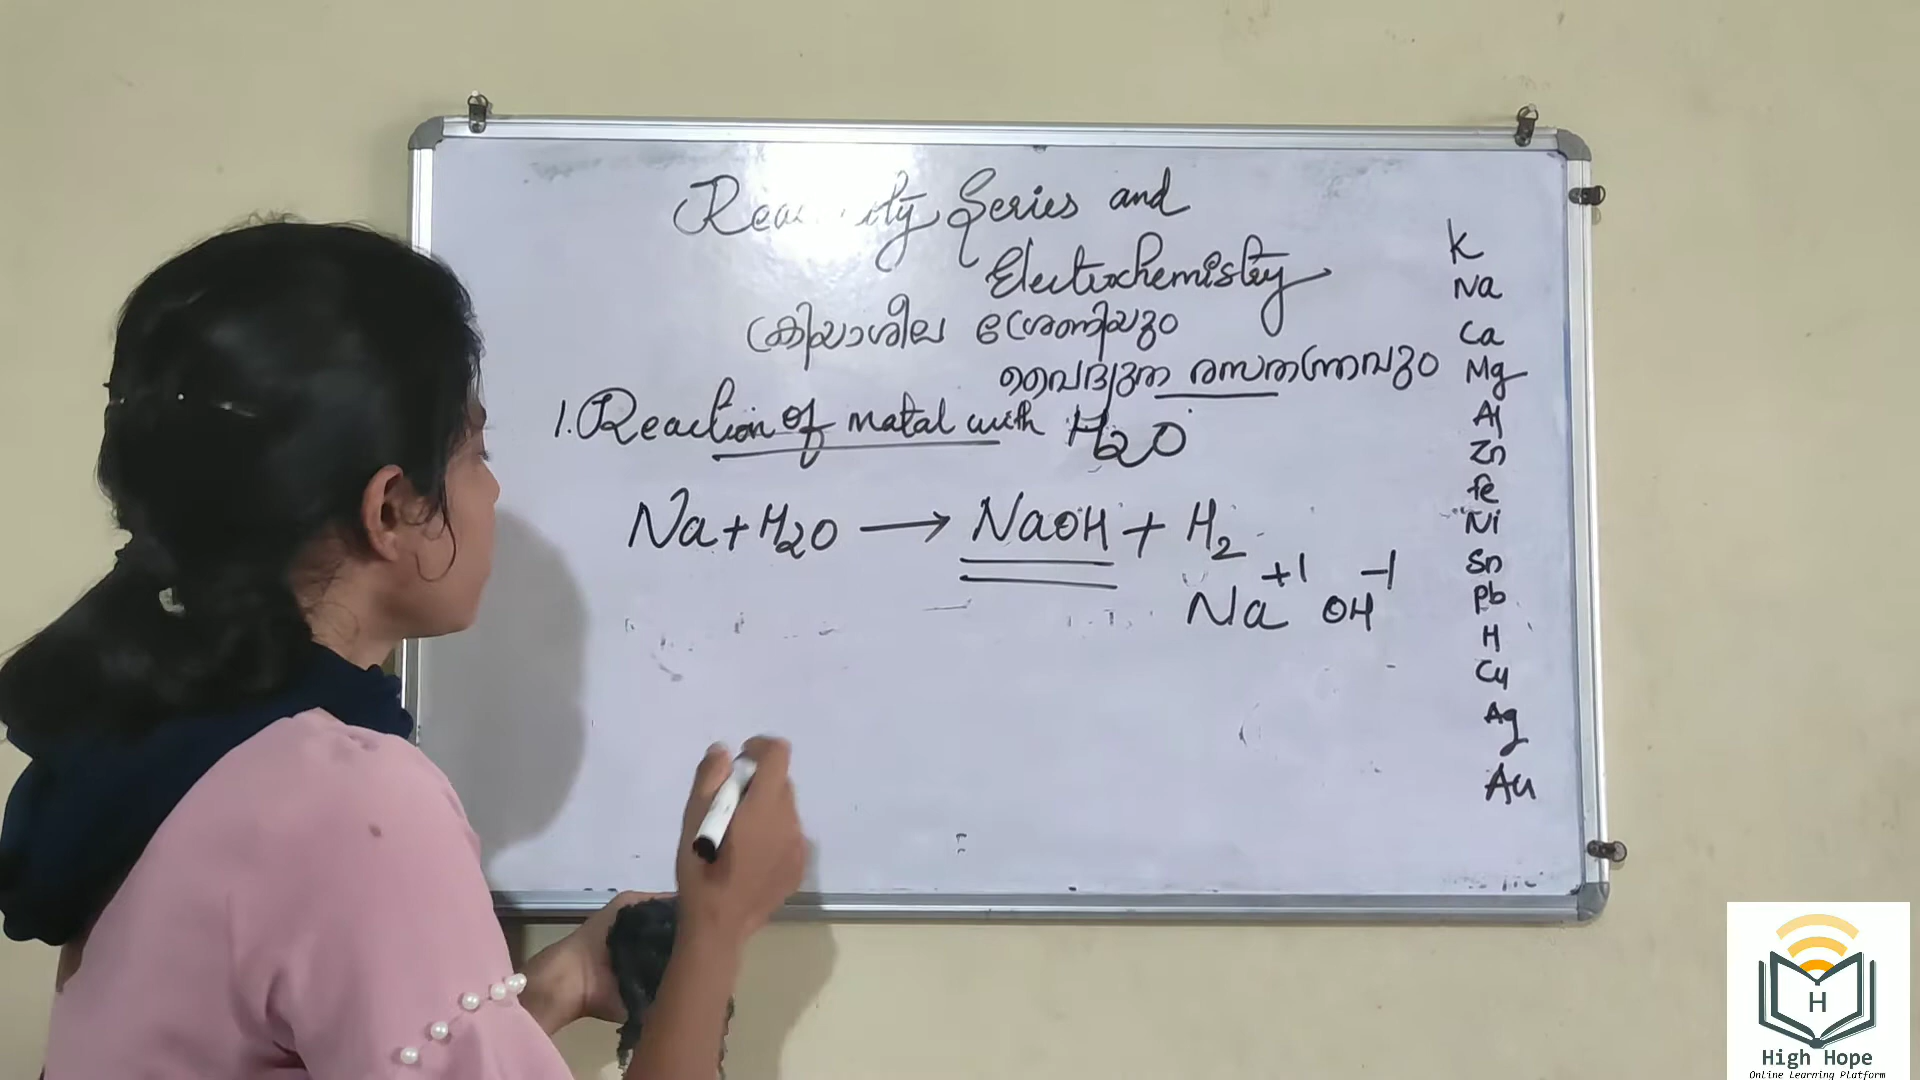 Series and
Electrochemistry
ക്രിയാശീല ശ്രേണിയും
വൈദ്യുത രസതന്ത്രവും
1. Reaction of matal with H2O
Na + H2O → NaOH + H2
Na+1 OH-1
K
Na
Ca
Mg
Al
Zn
fe
Ni
Sn
Pb
H
Cu
Ag
Au
H
High Hope
Online Learning Platform